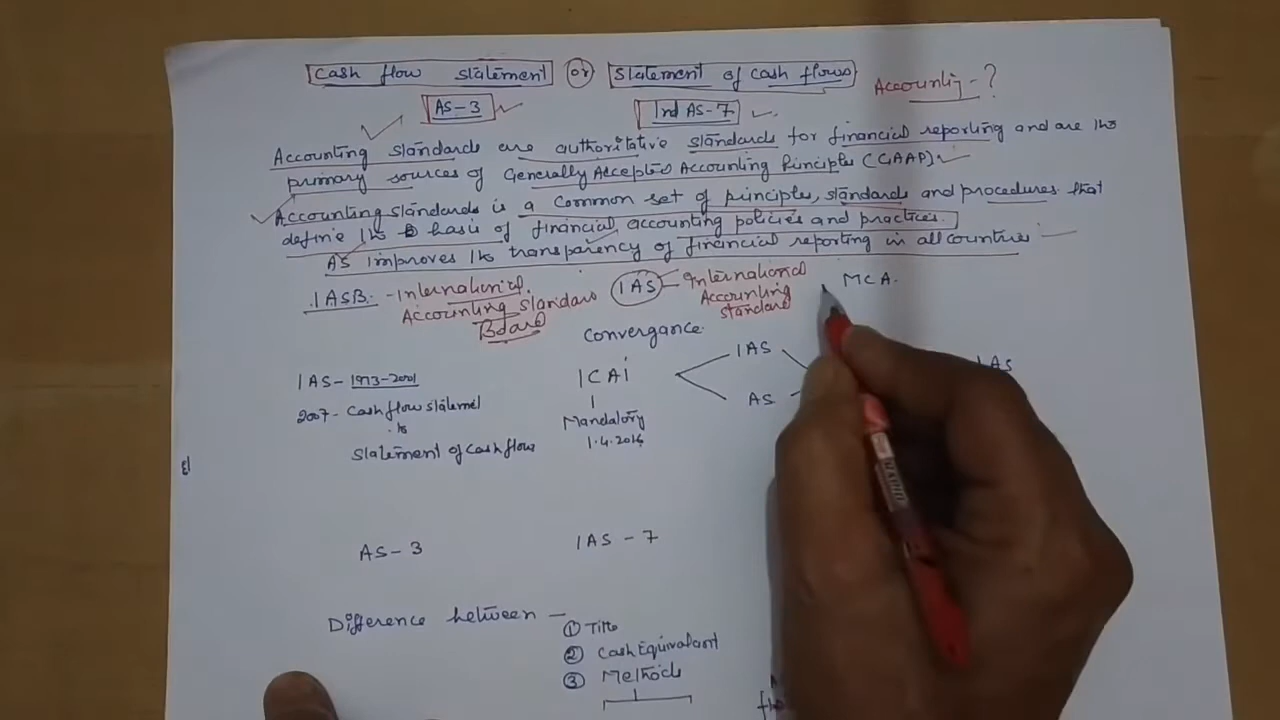 Cash flow statement or Statement of cash flows
Accounting - ?
AS-3
Ind AS-7
Accounting standards are authoritative standards for financial reporting and are the
primary sources of Generally Accepted Accounting Principles (GAAP)
Accounting standards is a common set of principles, standards and procedures that
define the basis of financial accounting policies and practices.
AS improves the transparency of financial reporting in all countries
IASB - International
Accounting Standard
Board
IAS - International
Accounting
Standard
MCA.
Convergance
IAS - 1973-2001
ICAI
IAS
AS
IAS
2007 - Cash flow statement
Mandatory
to
Statement of Cash flow
AS-3
IAS - 7
Difference between -
① Title
② Cash Equivalent
③ Methods